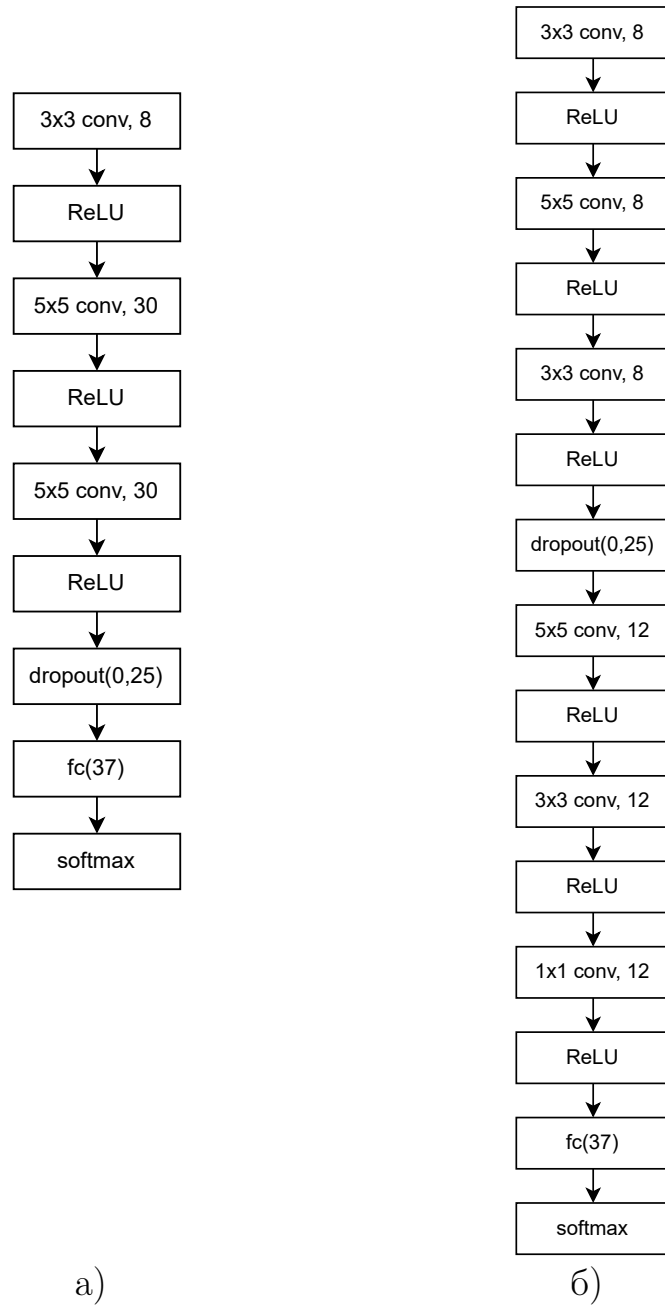 3x3 conv, 8
ReLU
5x5 conv, 30
ReLU
5x5 conv, 30
ReLU
dropout(0,25)
fc(37)
softmax
а)
3x3 conv, 8
ReLU
5x5 conv, 8
ReLU
3x3 conv, 8
ReLU
dropout(0,25)
5x5 conv, 12
ReLU
3x3 conv, 12
ReLU
1x1 conv, 12
ReLU
fc(37)
softmax
б)